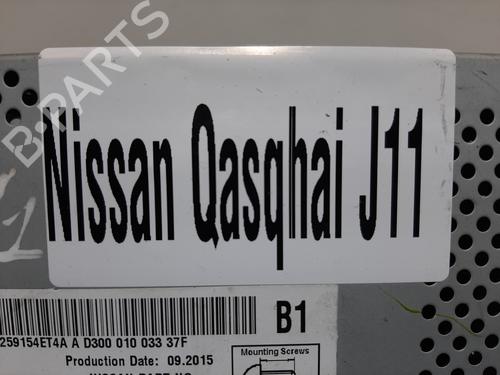 B-PARTS
Nissan Qasqhai J11
B1
259154ET4A A D300 010 033 37F
Production Date: 09.2015
Mounting Screws